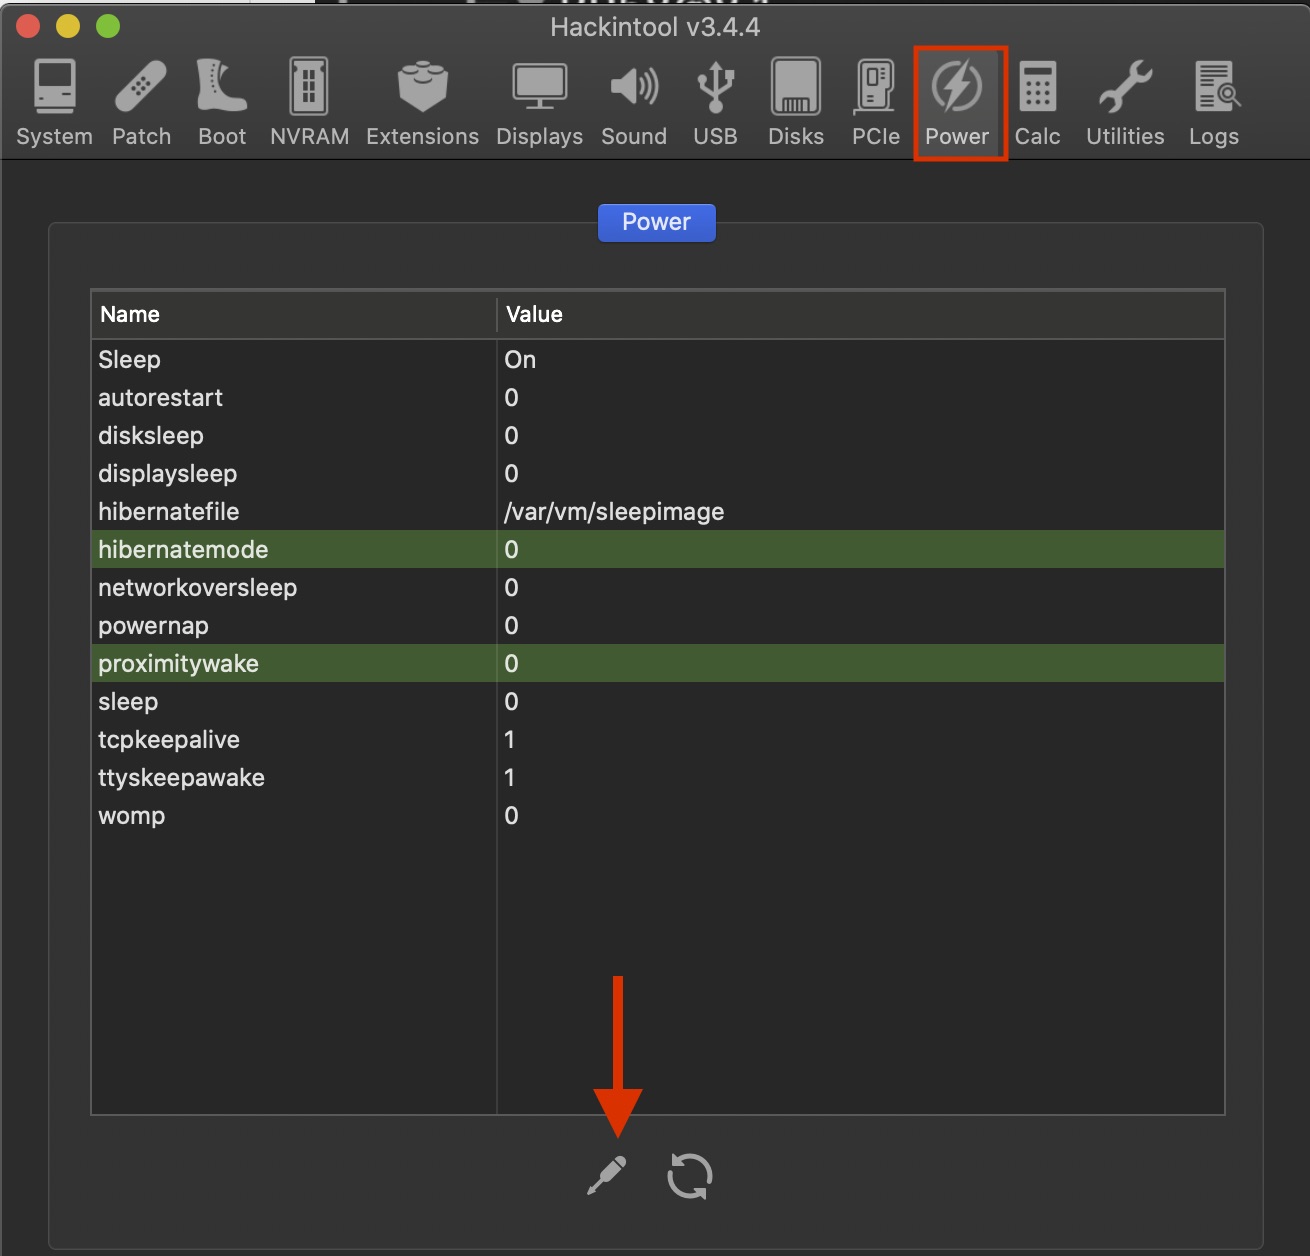 Hackintool v3.4.4
System Patch Boot NVRAM Extensions Displays Sound USB Disks PCIe Power Calc Utilities Logs
Power
Name Value
Sleep On
autorestart 0
disksleep 0
displaysleep 0
hibernatefile /var/vm/sleepimage
hibernatemode 0
networkoversleep 0
powernap 0
proximitywake 0
sleep 0
tcpkeepalive 1
ttyskeepawake 1
womp 0